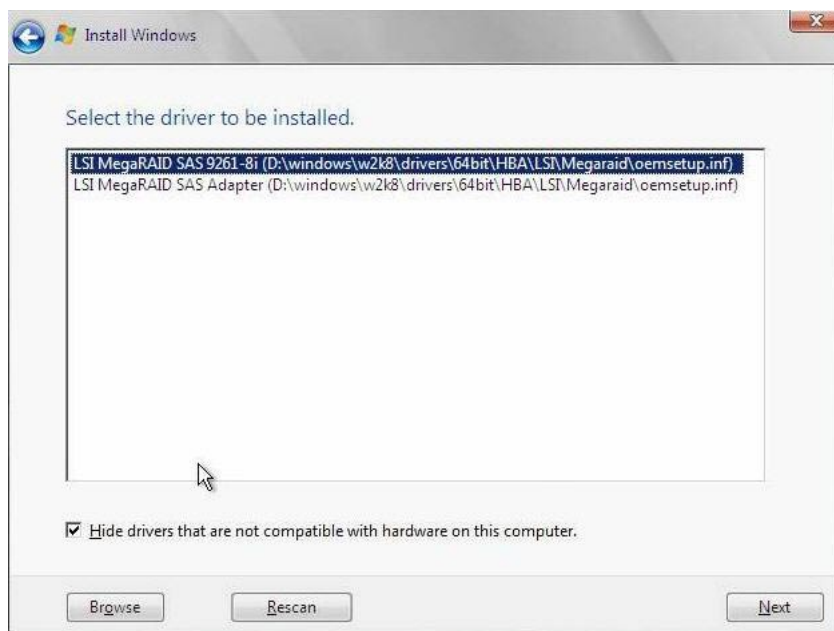 Install Windows
Select the driver to be installed.
LSI MegaRAID SAS 9261-8i (D:\windows\w2k8\drivers\64bit\HBA\LSI\Megaraid\oemsetup.inf)
LSI MegaRAID SAS Adapter (D:\windows\w2k8\drivers\64bit\HBA\LSI\Megaraid\oemsetup.inf)
Hide drivers that are not compatible with hardware on this computer.
Browse Rescan Next